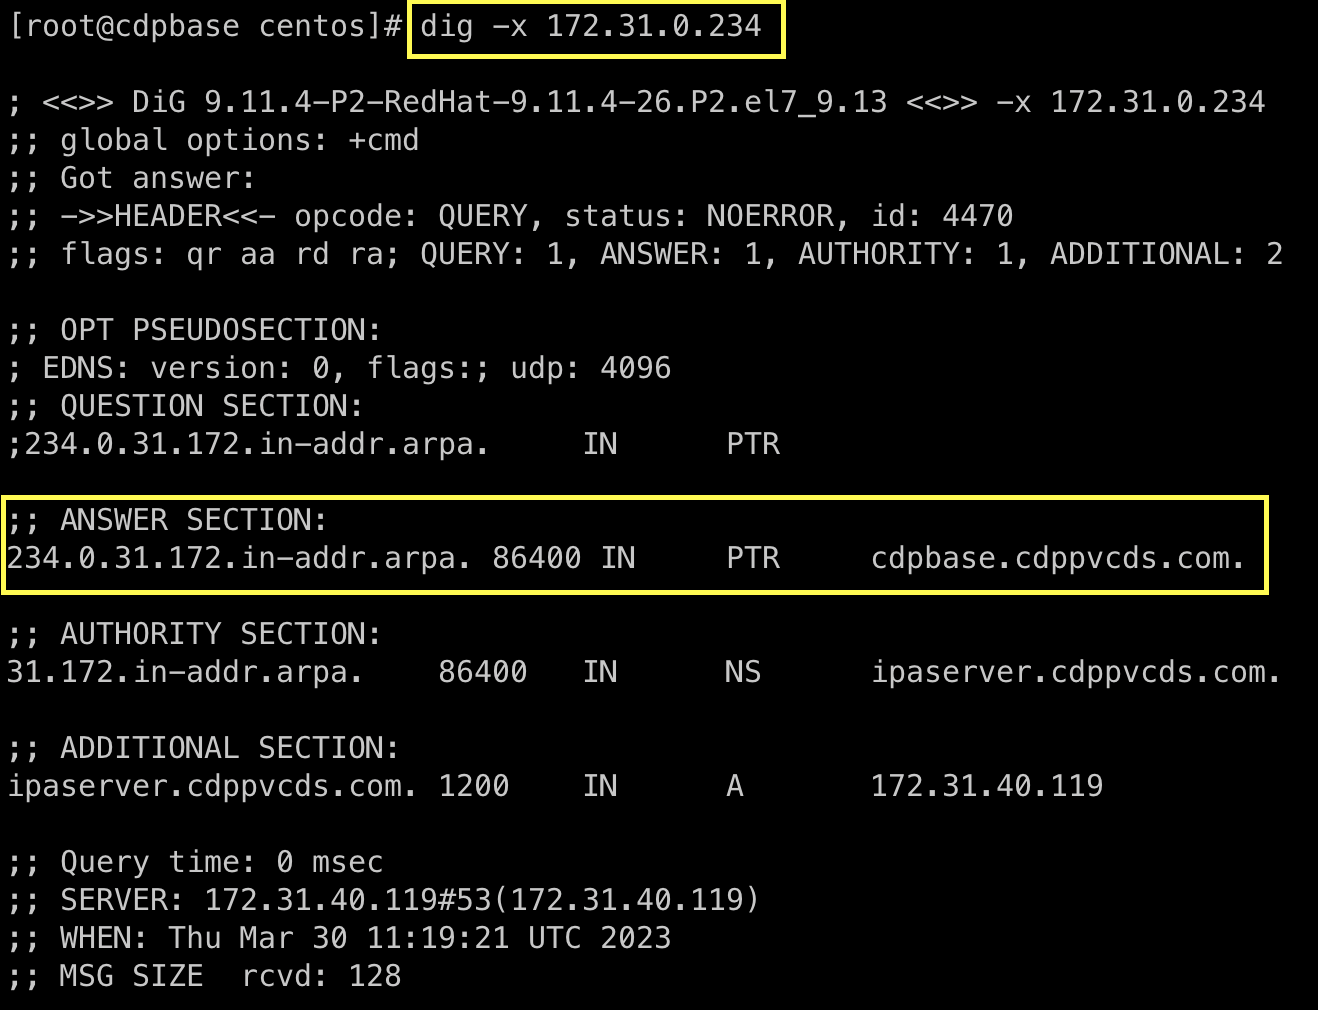 [root@cdpbase centos]# dig -x 172.31.0.234
; <<>> DiG 9.11.4-P2-RedHat-9.11.4-26.P2.el7_9.13 <<>> -x 172.31.0.234
;; global options: +cmd
;; Got answer:
;; ->>HEADER<<- opcode: QUERY, status: NOERROR, id: 4470
;; flags: qr aa rd ra; QUERY: 1, ANSWER: 1, AUTHORITY: 1, ADDITIONAL: 2
;; OPT PSEUDOSECTION:
; EDNS: version: 0, flags:; udp: 4096
;; QUESTION SECTION:
;234.0.31.172.in-addr.arpa. IN PTR
;; ANSWER SECTION:
234.0.31.172.in-addr.arpa. 86400 IN PTR cdpbase.cdppvcds.com.
;; AUTHORITY SECTION:
31.172.in-addr.arpa. 86400 IN NS ipaserver.cdppvcds.com.
;; ADDITIONAL SECTION:
ipaserver.cdppvcds.com. 1200 IN A 172.31.40.119
;; Query time: 0 msec
;; SERVER: 172.31.40.119#53(172.31.40.119)
;; WHEN: Thu Mar 30 11:19:21 UTC 2023
;; MSG SIZE rcvd: 128